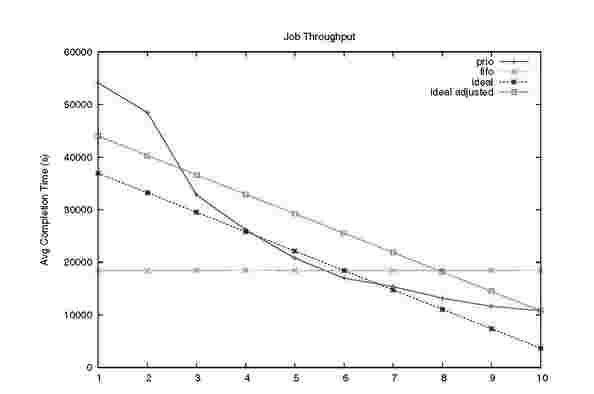 Job Throughput
60000
50000
40000
30000
20000
10000
0
Avg Completion Time (s)
prio
fifo
ideal
ideal adjusted
1 2 3 4 5 6 7 8 9 10